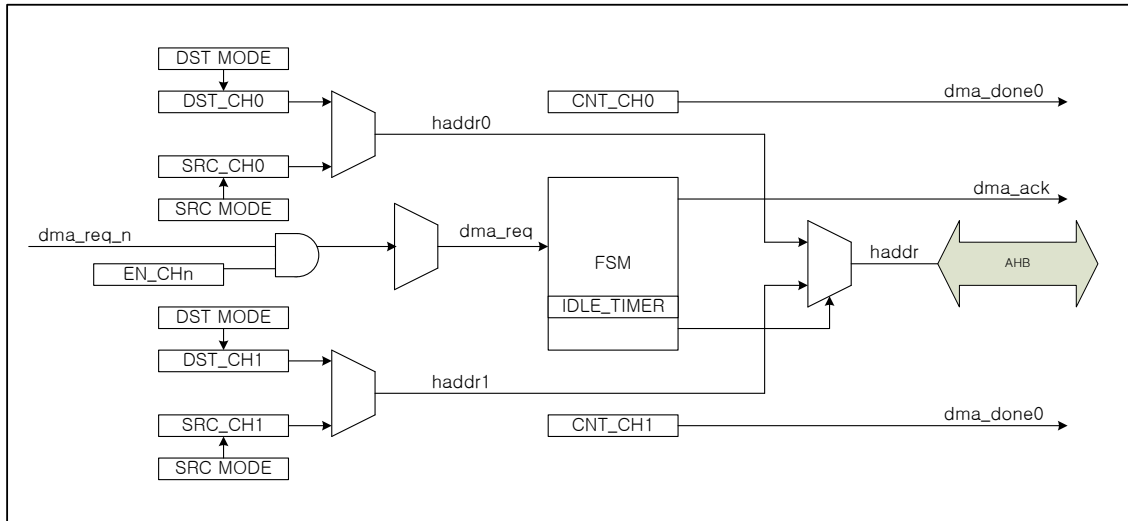 DST MODE
DST_CH0
CNT_CH0
dma_done0
haddr0
SRC_CH0
SRC MODE
dma_ack
dma_req_n
dma_req
EN_CHn
FSM
haddr
AHB
IDLE_TIMER
DST MODE
DST_CH1
haddr1
SRC_CH1
CNT_CH1
dma_done0
SRC MODE